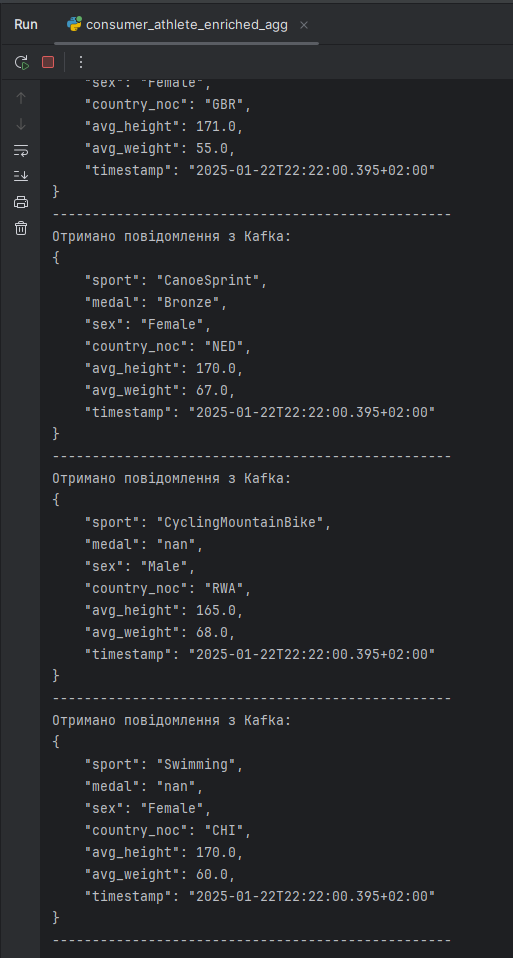 Run
consumer_athlete_enriched_agg
"sex": "Female",
"country_noc": "GBR",
"avg_height": 171.0,
"avg_weight": 55.0,
"timestamp": "2025-01-22T22:22:00.395+02:00"
}
--------------------------------------------------
Отримано повідомлення з Kafka:
{
"sport": "CanoeSprint",
"medal": "Bronze",
"sex": "Female",
"country_noc": "NED",
"avg_height": 170.0,
"avg_weight": 67.0,
"timestamp": "2025-01-22T22:22:00.395+02:00"
}
--------------------------------------------------
Отримано повідомлення з Kafka:
{
"sport": "CyclingMountainBike",
"medal": "nan",
"sex": "Male",
"country_noc": "RWA",
"avg_height": 165.0,
"avg_weight": 68.0,
"timestamp": "2025-01-22T22:22:00.395+02:00"
}
--------------------------------------------------
Отримано повідомлення з Kafka:
{
"sport": "Swimming",
"medal": "nan",
"sex": "Female",
"country_noc": "CHI",
"avg_height": 170.0,
"avg_weight": 60.0,
"timestamp": "2025-01-22T22:22:00.395+02:00"
}
--------------------------------------------------